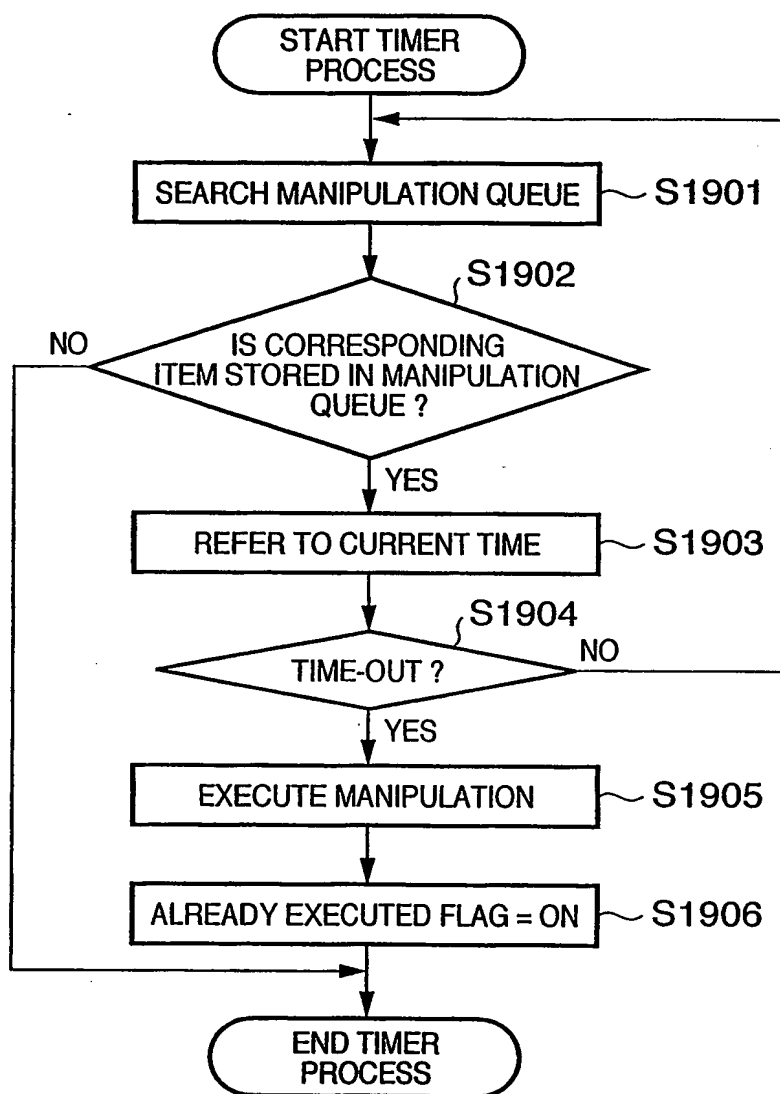 START TIMER
PROCESS
SEARCH MANIPULATION QUEUE
S1901
S1902
NO
IS CORRESPONDING
ITEM STORED IN MANIPULATION
QUEUE ?
YES
REFER TO CURRENT TIME
S1903
S1904
TIME-OUT ?
NO
YES
EXECUTE MANIPULATION
S1905
ALREADY EXECUTED FLAG = ON
S1906
END TIMER
PROCESS